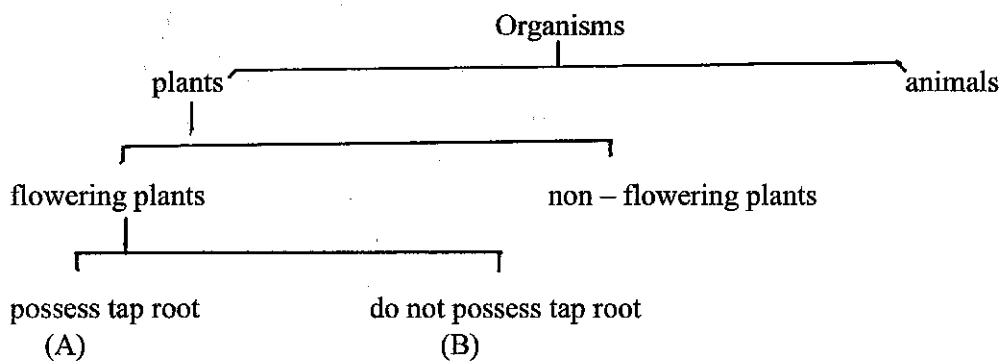 Organisms
plants animals
flowering plants non – flowering plants
possess tap root do not possess tap root
(A) (B)